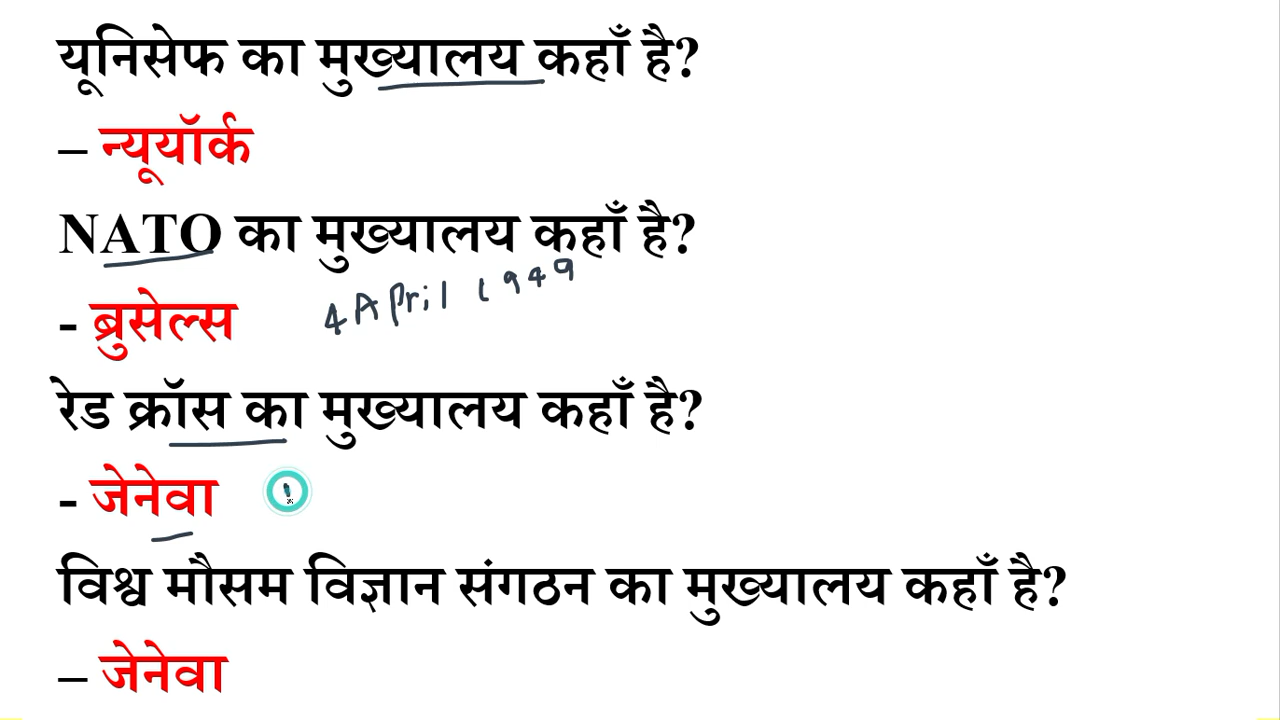 यूनिसेफ का मुख्यालय कहाँ है?
– न्यूयॉर्क
NATO का मुख्यालय कहाँ है?
4 April 1949
- ब्रुसेल्स
रेड क्रॉस का मुख्यालय कहाँ है?
- जेनेवा
विश्व मौसम विज्ञान संगठन का मुख्यालय कहाँ है?
– जेनेवा